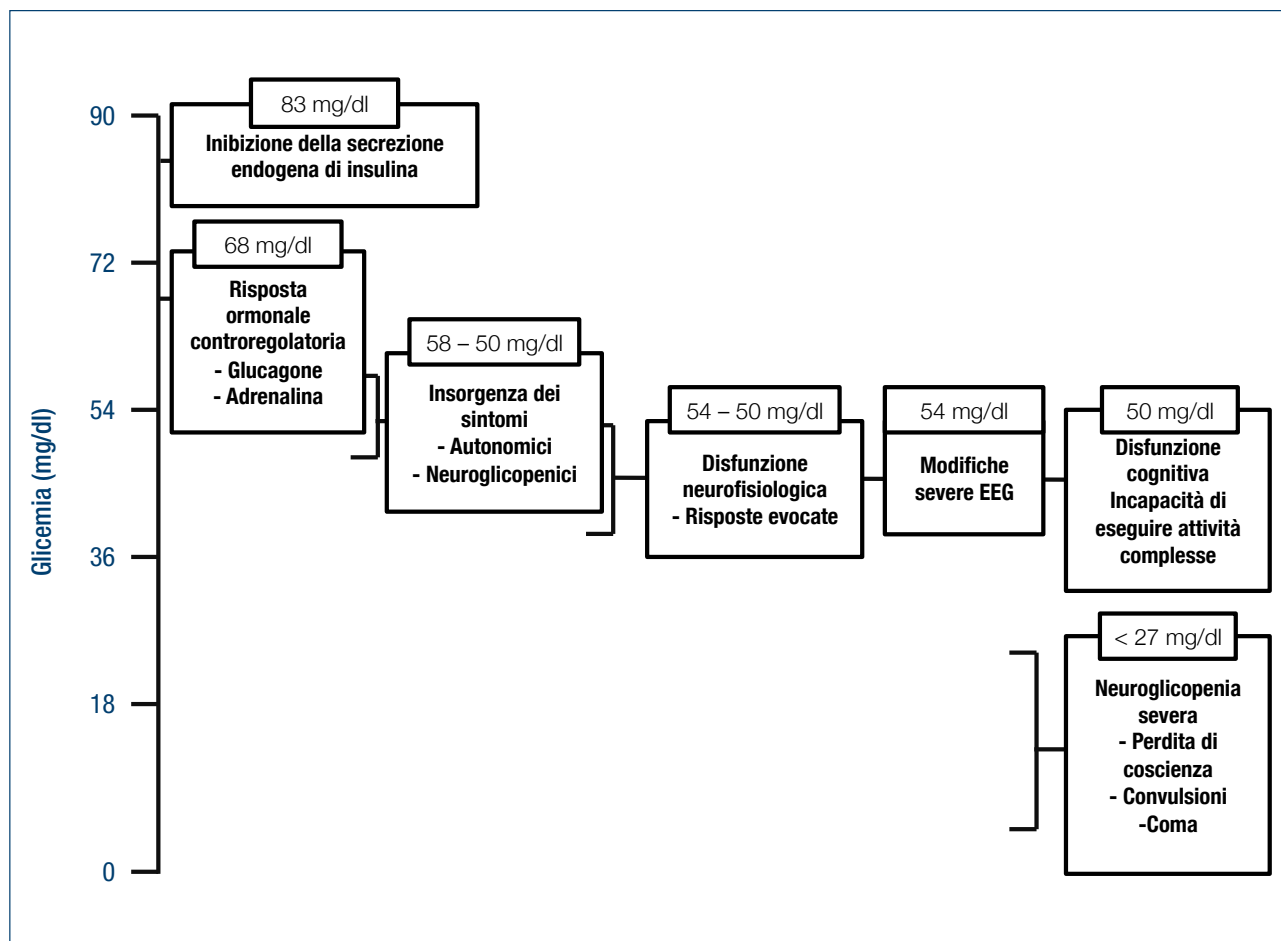 Glicemia (mg/dl)
90
72
54
36
18
0
83 mg/dl
Inibizione della secrezione
endogena di insulina
68 mg/dl
Risposta
ormonale
controregolatoria
- Glucagone
- Adrenalina
58 – 50 mg/dl
Insorgenza dei
sintomi
- Autonomici
- Neuroglicopenici
54 – 50 mg/dl
Disfunzione
neurofisiologica
- Risposte evocate
54 mg/dl
Modifiche
severe EEG
50 mg/dl
Disfunzione
cognitiva
Incapacità di
eseguire attività
complesse
< 27 mg/dl
Neuroglicopenia
severa
- Perdita di
coscienza
- Convulsioni
-Coma